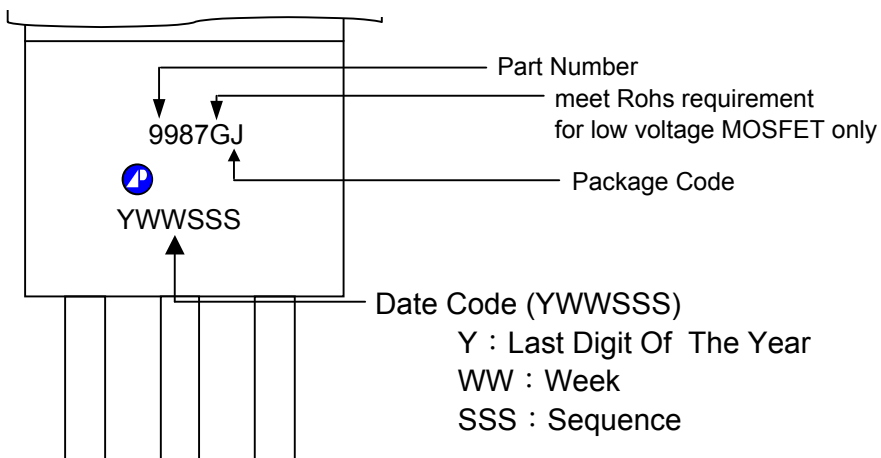 Part Number
meet Rohs requirement
for low voltage MOSFET only
9987GJ
Package Code
YWWSSS
Date Code (YWWSSS)
Y：Last Digit Of The Year
WW：Week
SSS：Sequence